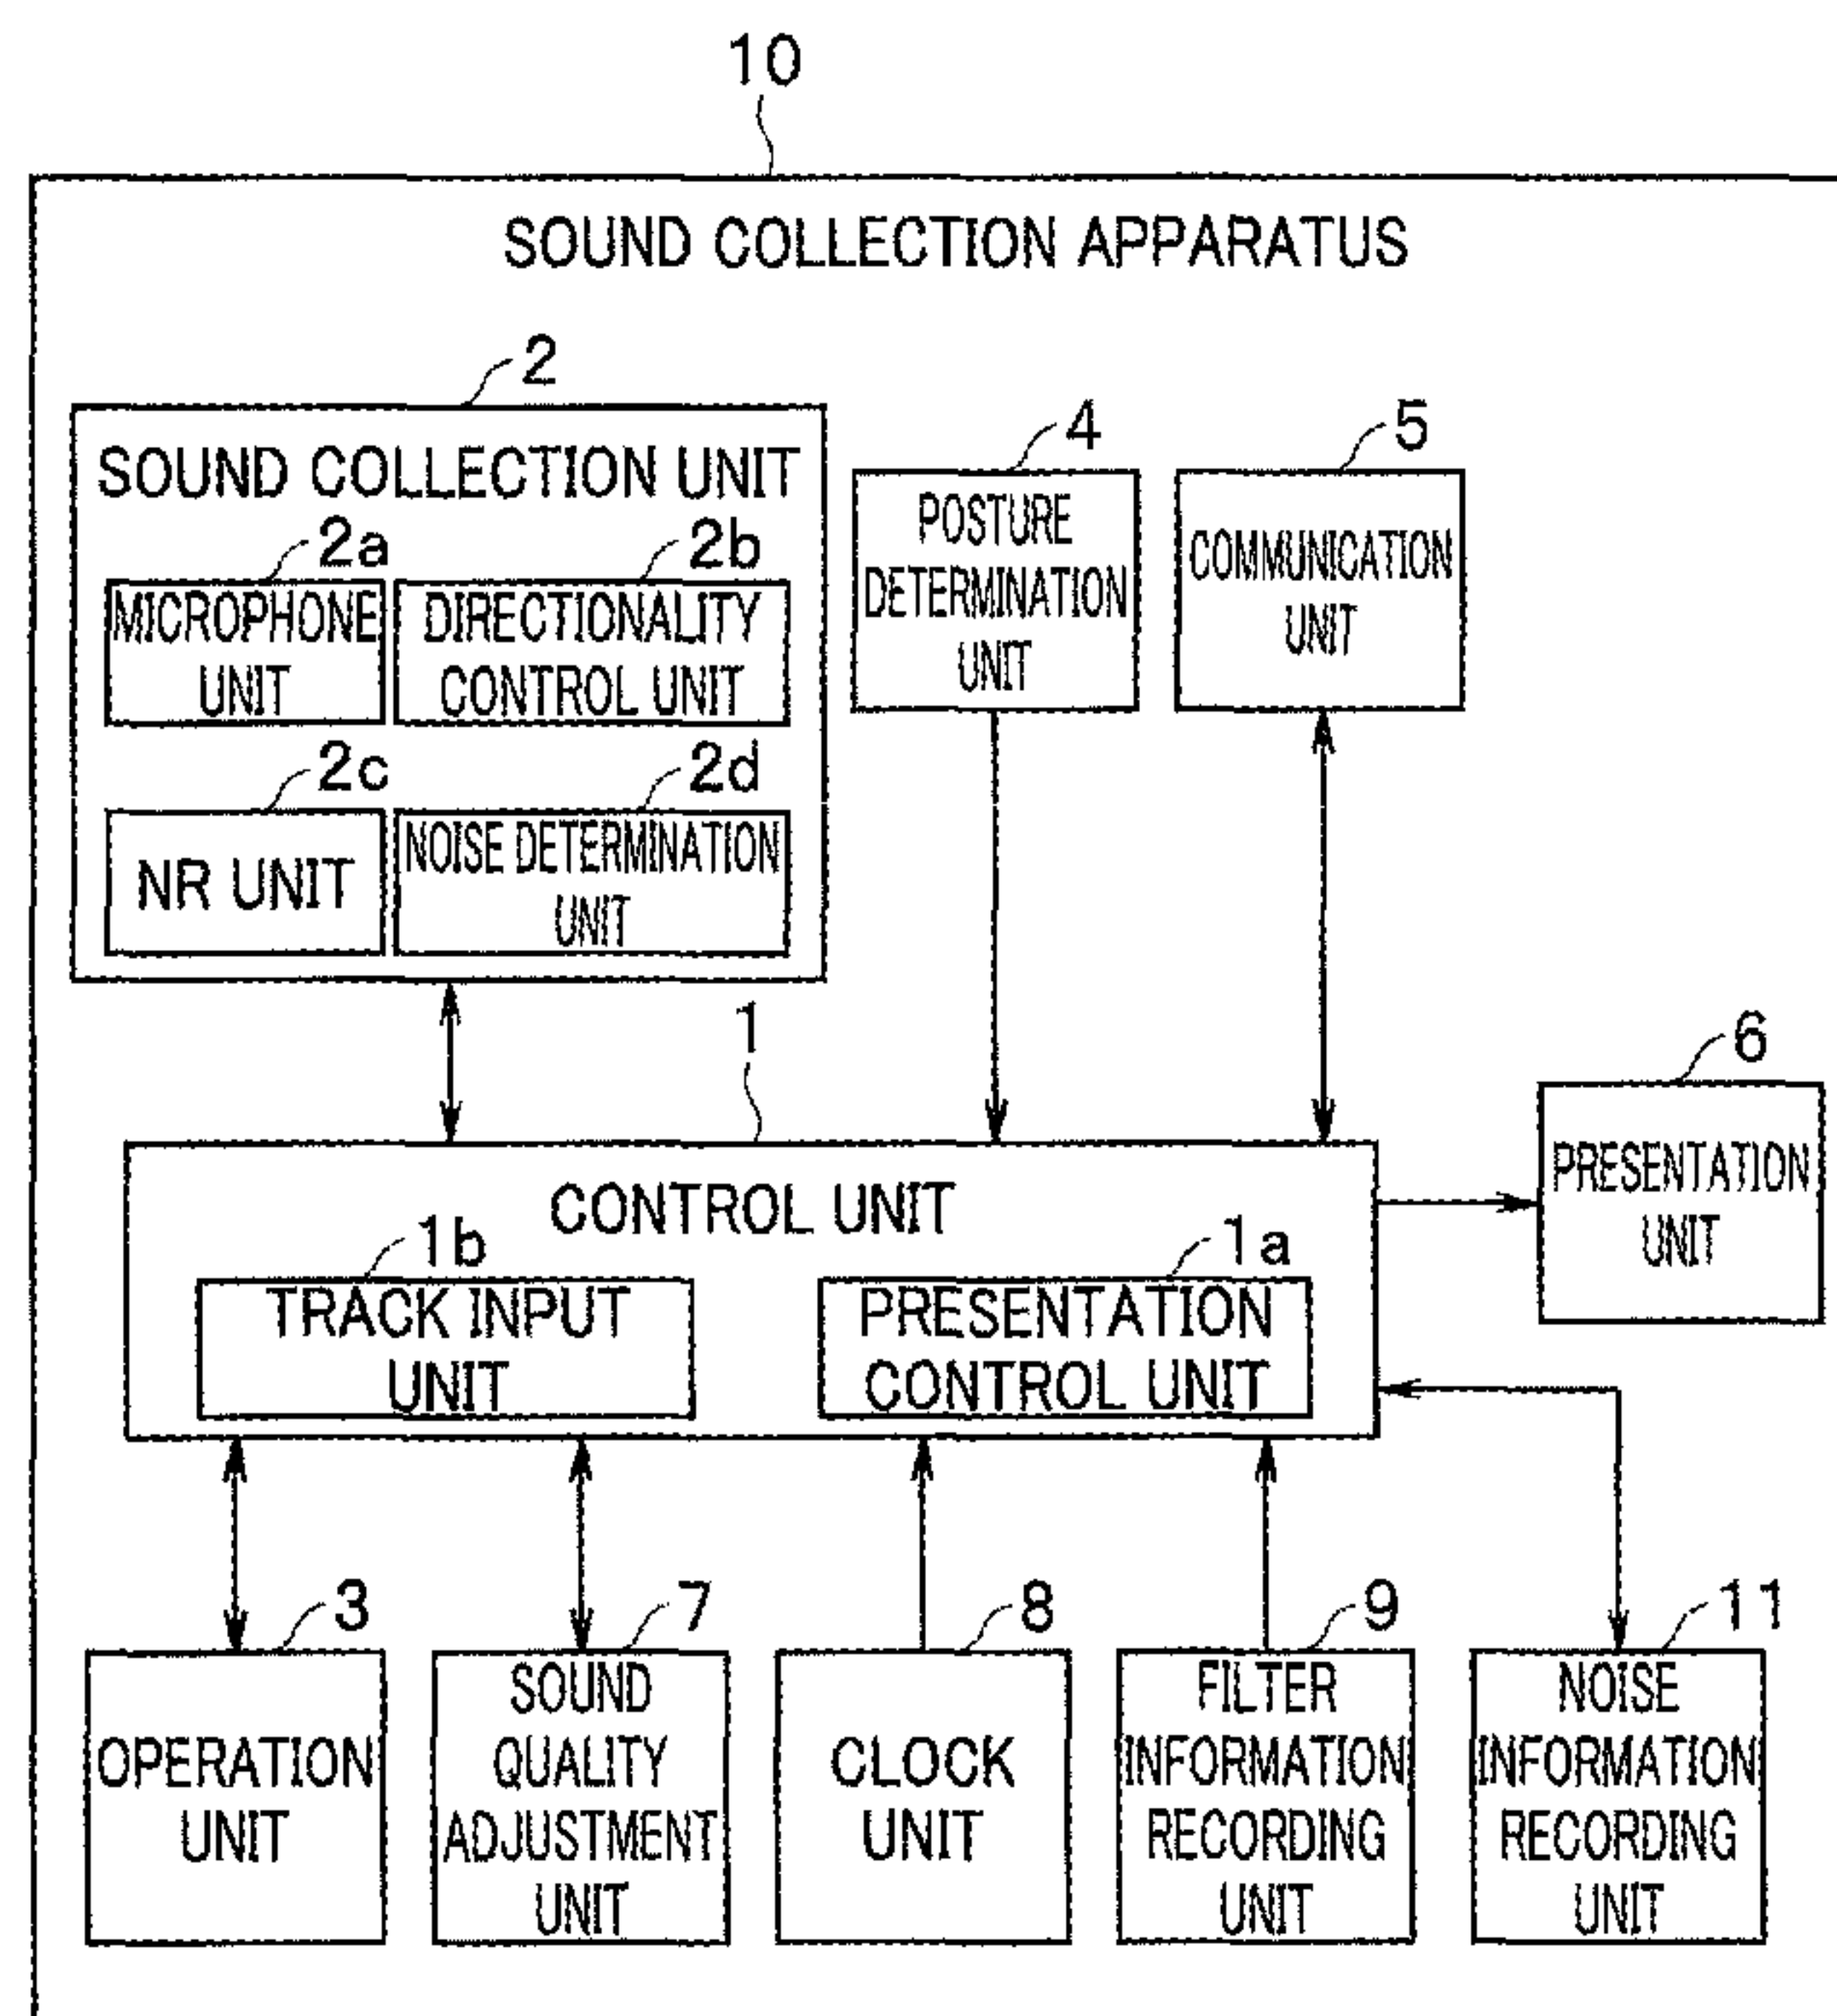 10
SOUND COLLECTION APPARATUS
2
SOUND COLLECTION UNIT
2a
MICROPHONE
UNIT
2b
DIRECTIONALITY
CONTROL UNIT
2c
NR UNIT
2d
NOISE DETERMINATION
UNIT
4
POSTURE
DETERMINATION
UNIT
5
COMMUNICATION
UNIT
1
CONTROL UNIT
1b
TRACK INPUT
UNIT
1a
PRESENTATION
CONTROL UNIT
6
PRESENTATION
UNIT
3
OPERATION
UNIT
7
SOUND
QUALITY
ADJUSTMENT
UNIT
8
CLOCK
UNIT
9
FILTER
INFORMATION
RECORDING
UNIT
11
NOISE
INFORMATION
RECORDING
UNIT